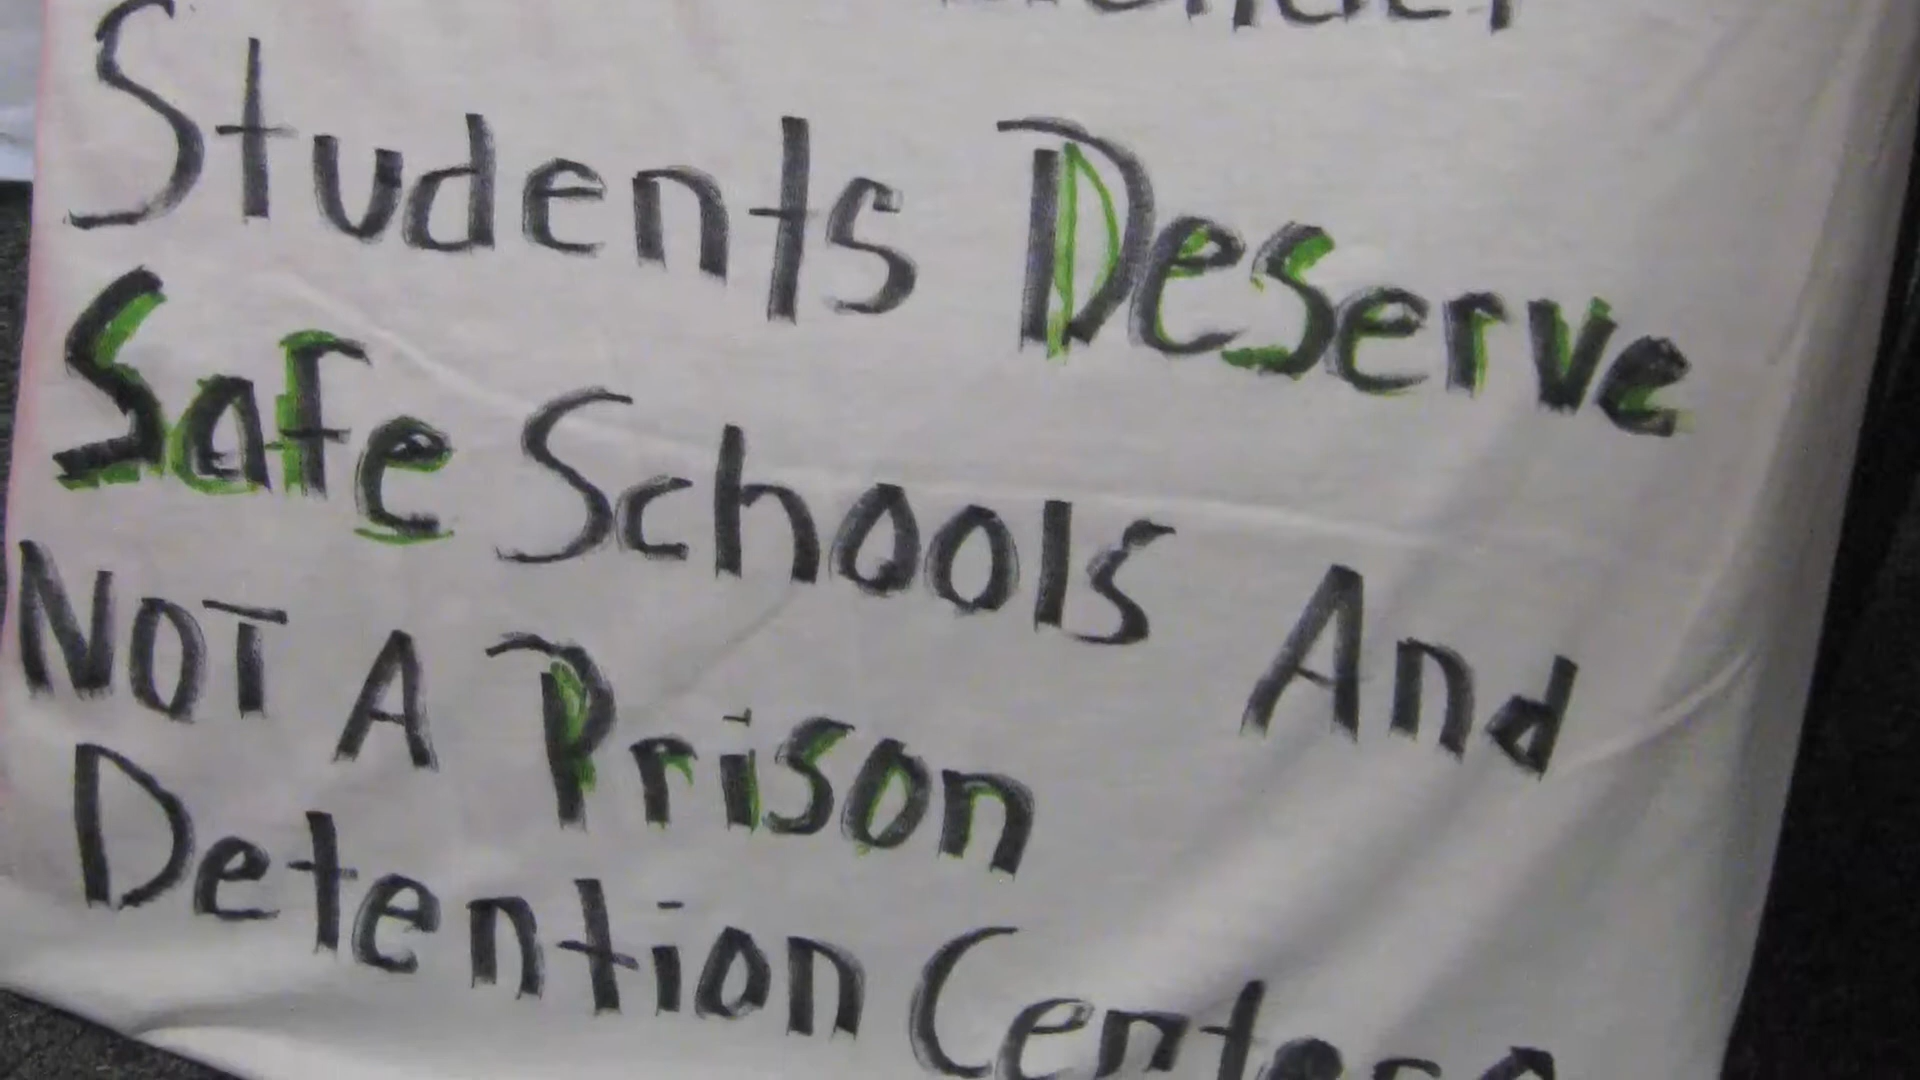 Students Deserve
Safe Schools And
NOT A Prison
Detention